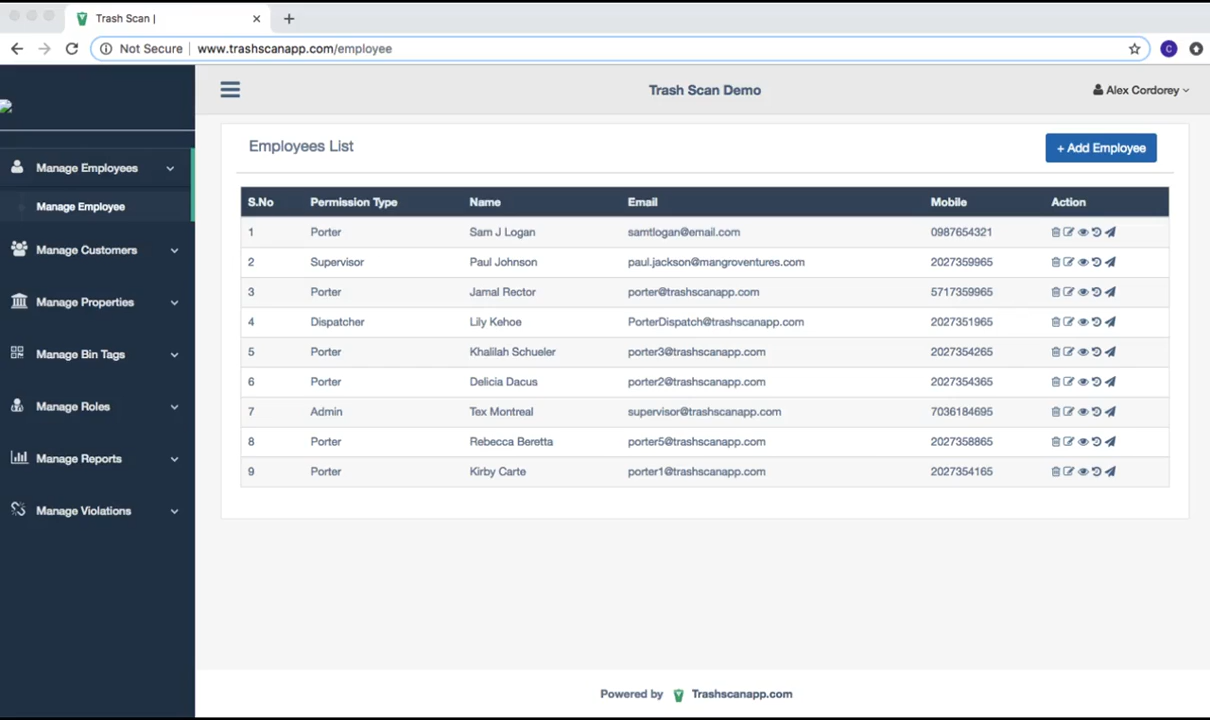 Trash Scan |
Not Secure www.trashscanapp.com/employee
C
Trash Scan Demo
Alex Cordorey
Manage Employees
Manage Employee
Manage Customers
Manage Properties
Manage Bin Tags
Manage Roles
Manage Reports
Manage Violations
Employees List
+ Add Employee
S.No Permission Type Name Email Mobile Action
1 Porter Sam J Logan samtlogan@email.com 0987654321
2 Supervisor Paul Johnson paul.jackson@mangroventures.com 2027359965
3 Porter Jamal Rector porter@trashscanapp.com 5717359965
4 Dispatcher Lily Kehoe PorterDispatch@trashscanapp.com 2027351965
5 Porter Khalilah Schueler porter3@trashscanapp.com 2027354265
6 Porter Delicia Dacus porter2@trashscanapp.com 2027354365
7 Admin Tex Montreal supervisor@trashscanapp.com 7036184695
8 Porter Rebecca Beretta porter5@trashscanapp.com 2027358865
9 Porter Kirby Carte porter1@trashscanapp.com 2027354165
Powered by Trashscanapp.com